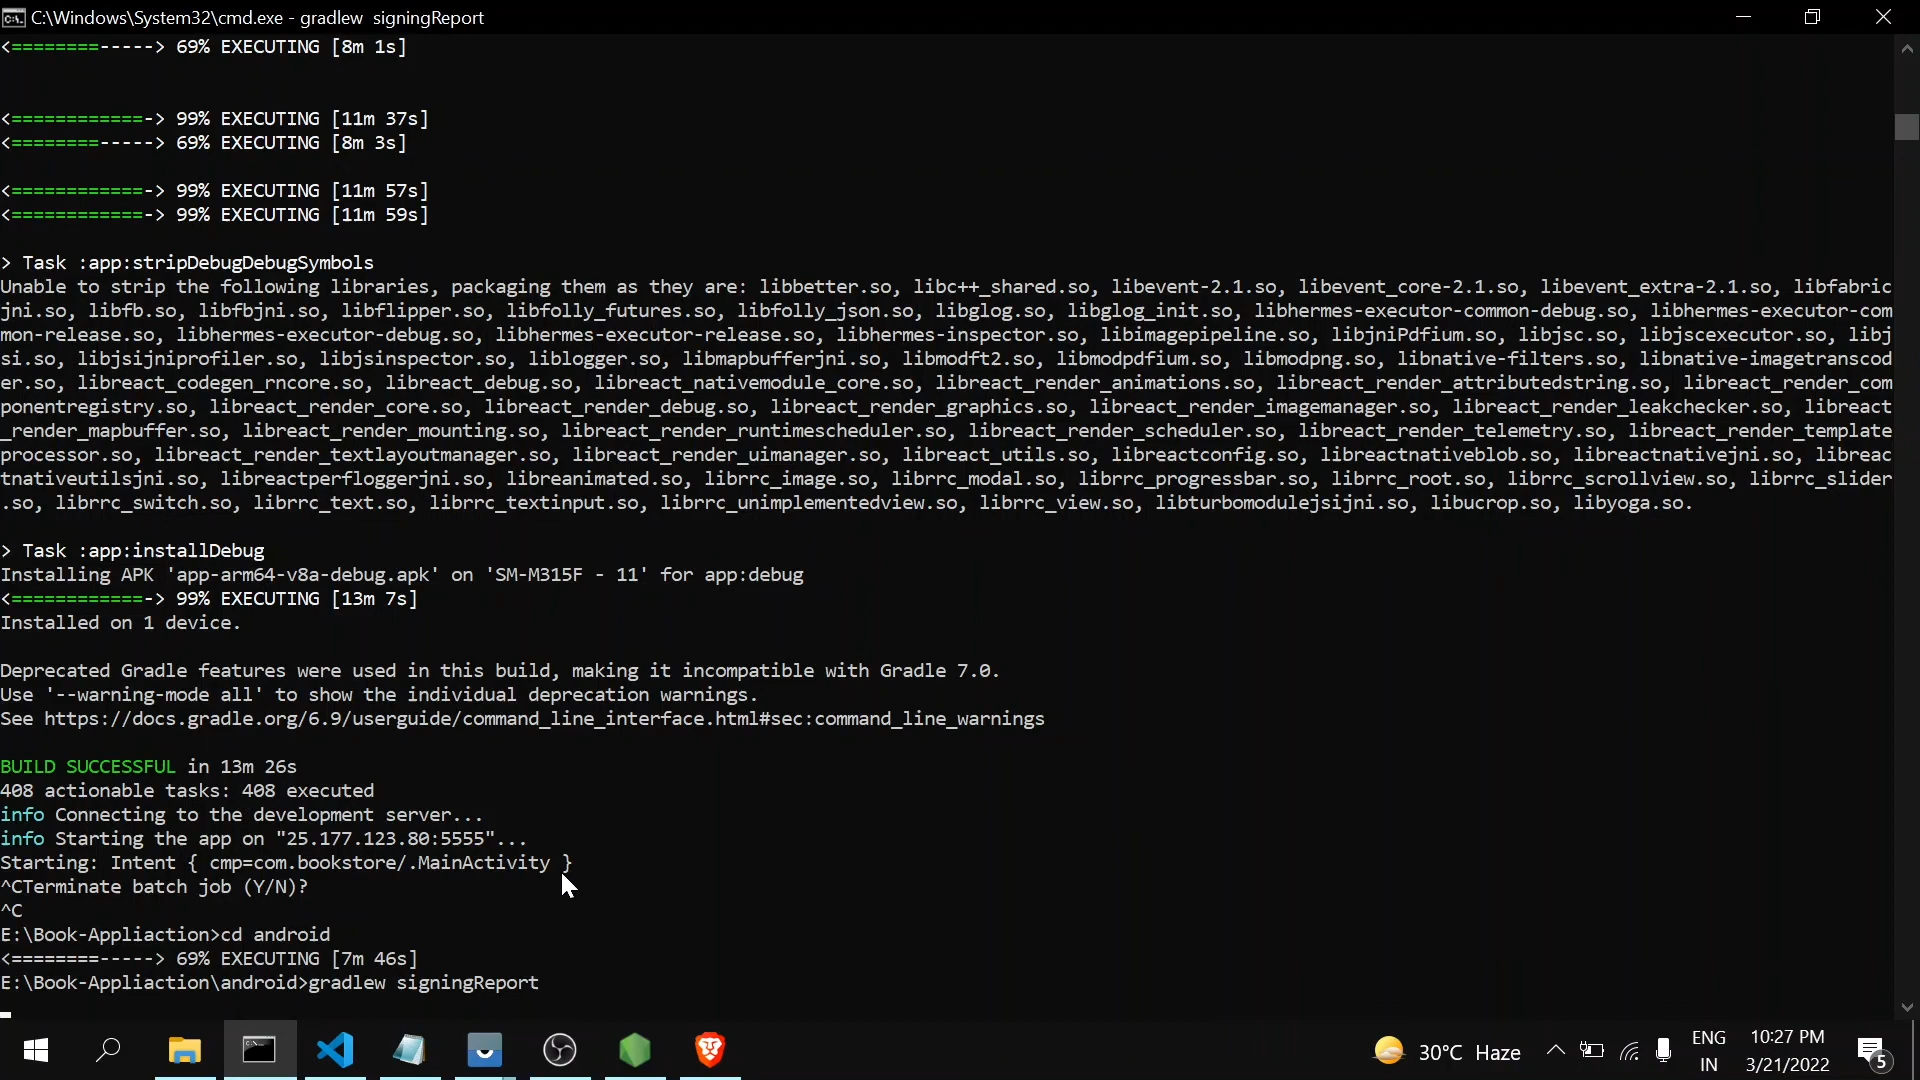 C:\Windows\System32\cmd.exe - gradlew  signingReport
<========-----> 69% EXECUTING [8m 1s]
<============-> 99% EXECUTING [11m 37s]
<========-----> 69% EXECUTING [8m 3s]
<============-> 99% EXECUTING [11m 57s]
<============-> 99% EXECUTING [11m 59s]
> Task :app:stripDebugDebugSymbols
Unable to strip the following libraries, packaging them as they are: libbetter.so, libc++_shared.so, libevent-2.1.so, libevent_core-2.1.so, libevent_extra-2.1.so, libfabric
jni.so, libfb.so, libfbjni.so, libflipper.so, libfolly_futures.so, libfolly_json.so, libglog.so, libglog_init.so, libhermes-executor-common-debug.so, libhermes-executor-com
mon-release.so, libhermes-executor-debug.so, libhermes-executor-release.so, libhermes-inspector.so, libimagepipeline.so, libjniPdfium.so, libjsc.so, libjscexecutor.so, libj
si.so, libjsijniprofiler.so, libjsinspector.so, liblogger.so, libmapbufferjni.so, libmodft2.so, libmodpdfium.so, libmodpng.so, libnative-filters.so, libnative-imagetranscod
er.so, libreact_codegen_rncore.so, libreact_debug.so, libreact_nativemodule_core.so, libreact_render_animations.so, libreact_render_attributedstring.so, libreact_render_com
ponentregistry.so, libreact_render_core.so, libreact_render_debug.so, libreact_render_graphics.so, libreact_render_imagemanager.so, libreact_render_leakchecker.so, libreact
_render_mapbuffer.so, libreact_render_mounting.so, libreact_render_runtimescheduler.so, libreact_render_scheduler.so, libreact_render_telemetry.so, libreact_render_template
processor.so, libreact_render_textlayoutmanager.so, libreact_render_uimanager.so, libreact_utils.so, libreactconfig.so, libreactnativeblob.so, libreactnativejni.so, libreac
tnativeutilsjni.so, libreactperfloggerjni.so, libreanimated.so, librrc_image.so, librrc_modal.so, librrc_progressbar.so, librrc_root.so, librrc_scrollview.so, librrc_slider
.so, librrc_switch.so, librrc_text.so, librrc_textinput.so, librrc_unimplementedview.so, librrc_view.so, libturbomodulejsijni.so, libucrop.so, libyoga.so.
> Task :app:installDebug
Installing APK 'app-arm64-v8a-debug.apk' on 'SM-M315F - 11' for app:debug
<============-> 99% EXECUTING [13m 7s]
Installed on 1 device.
Deprecated Gradle features were used in this build, making it incompatible with Gradle 7.0.
Use '--warning-mode all' to show the individual deprecation warnings.
See https://docs.gradle.org/6.9/userguide/command_line_interface.html#sec:command_line_warnings
BUILD SUCCESSFUL in 13m 26s
408 actionable tasks: 408 executed
info Connecting to the development server...
info Starting the app on "25.177.123.80:5555"...
Starting: Intent { cmp=com.bookstore/.MainActivity }
^CTerminate batch job (Y/N)?
^C
E:\Book-Appliaction>cd android
<========-----> 69% EXECUTING [7m 46s]
E:\Book-Appliaction\android>gradlew signingReport
30°C Haze
ENG
IN
10:27 PM
3/21/2022
5